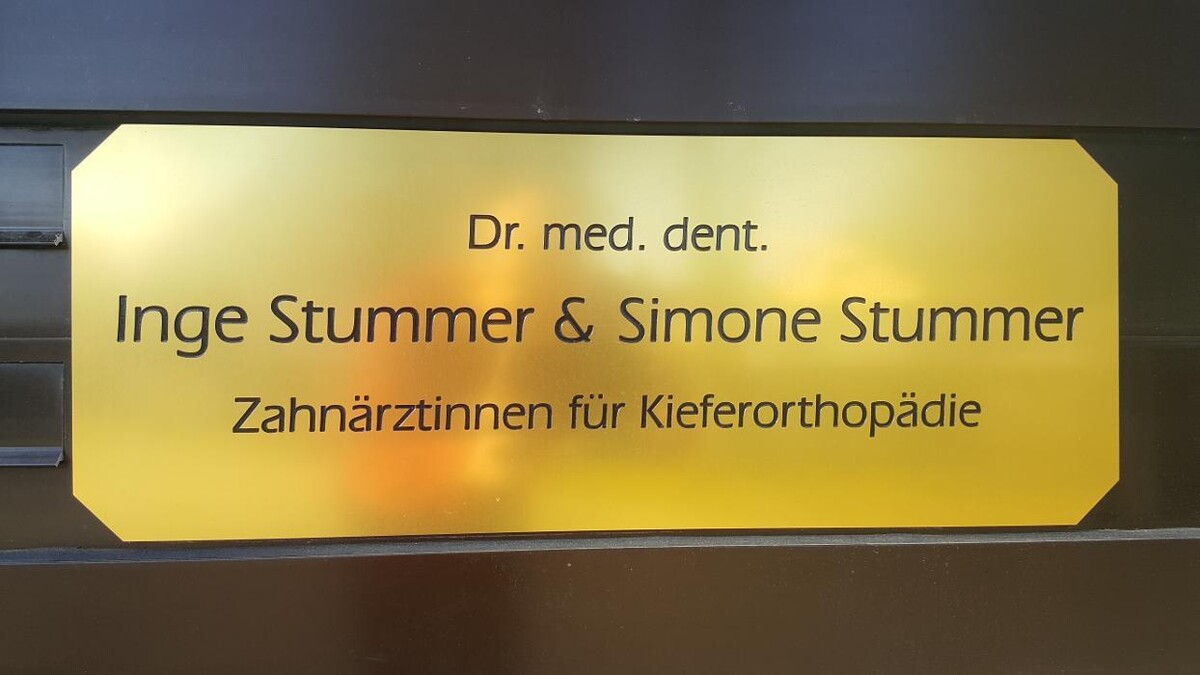 Dr. med. dent.
Inge Stummer & Simone Stummer
Zahnärztinnen für Kieferorthopädie